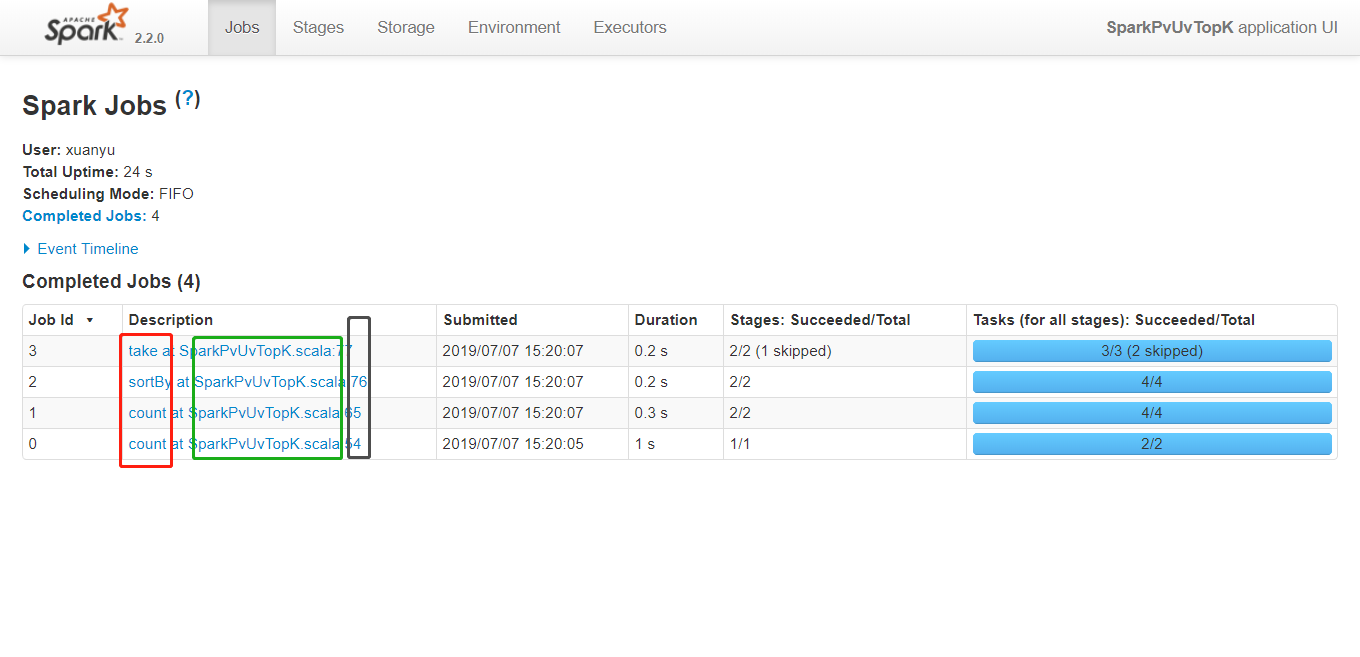 APACHE Spark 2.2.0 Jobs Stages Storage Environment Executors SparkPvUvTopK application UI
Spark Jobs (?)
User: xuanyu
Total Uptime: 24 s
Scheduling Mode: FIFO
Completed Jobs: 4
Event Timeline
Completed Jobs (4)
Job Id Description Submitted Duration Stages: Succeeded/Total Tasks (for all stages): Succeeded/Total
3 take at SparkPvUvTopK.scala:77 2019/07/07 15:20:07 0.2 s 2/2 (1 skipped) 3/3 (2 skipped)
2 sortBy at SparkPvUvTopK.scala:76 2019/07/07 15:20:07 0.2 s 2/2 4/4
1 count at SparkPvUvTopK.scala:65 2019/07/07 15:20:07 0.3 s 2/2 4/4
0 count at SparkPvUvTopK.scala:54 2019/07/07 15:20:05 1 s 1/1 2/2